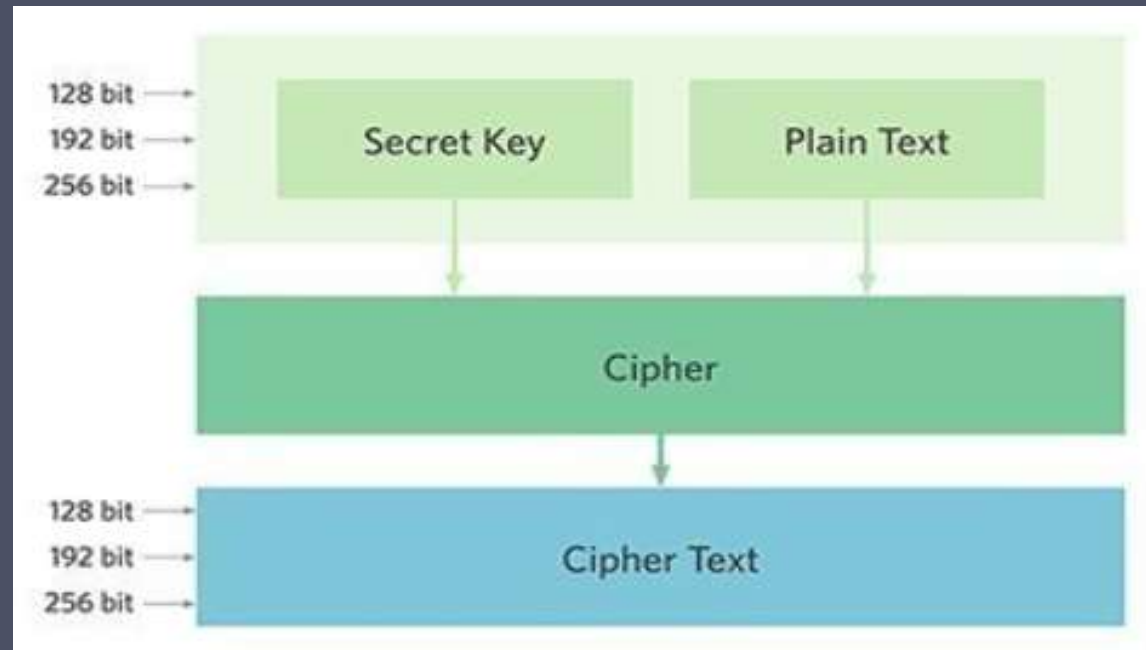 128 bit
192 bit
256 bit
Secret Key
Plain Text
Cipher
128 bit
192 bit
256 bit
Cipher Text